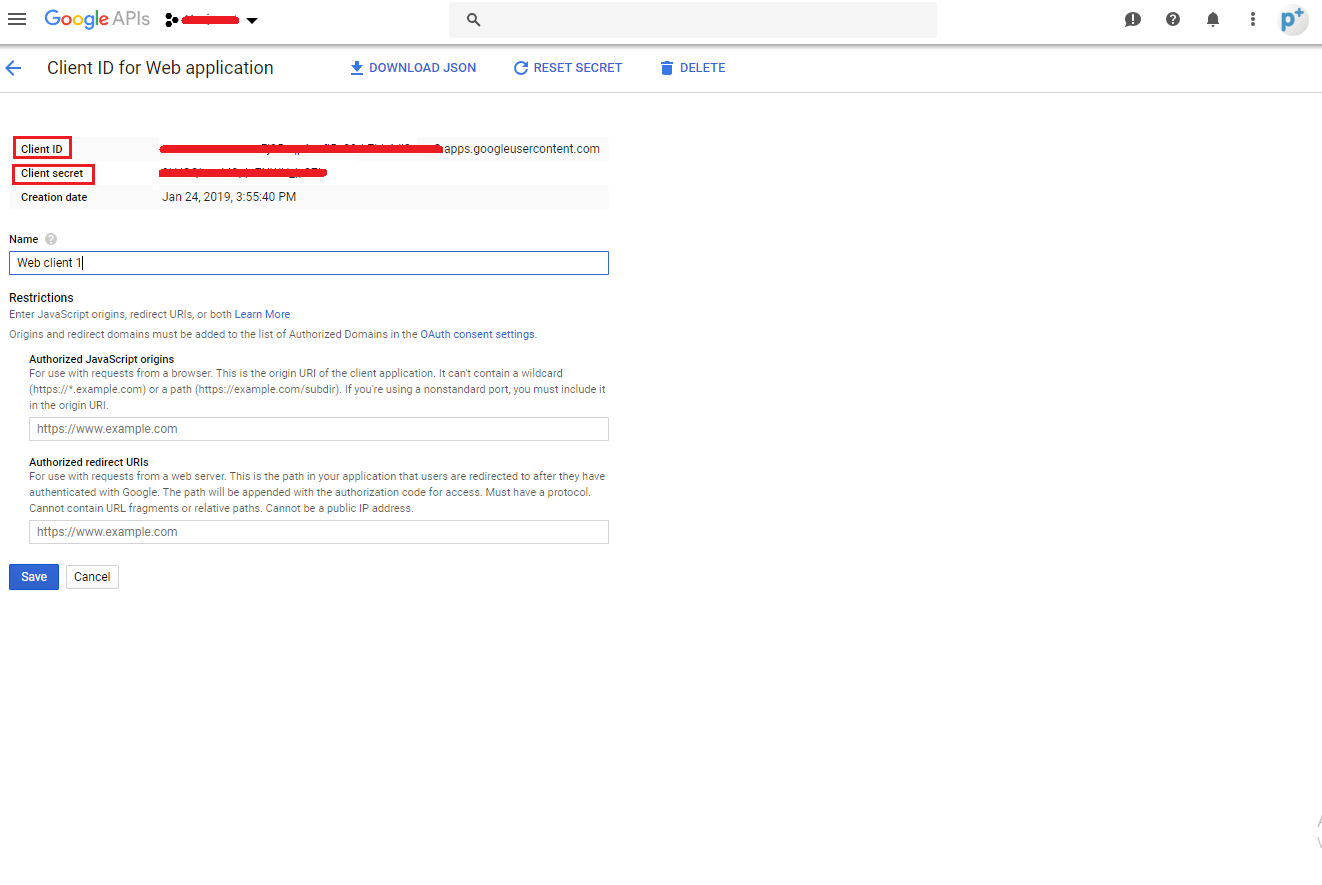 Google APIs
Client ID for Web application
DOWNLOAD JSON
RESET SECRET
DELETE
Client ID
apps.googleusercontent.com
Client secret
Creation date
Jan 24, 2019, 3:55:40 PM
Name
Web client 1
Restrictions
Enter JavaScript origins, redirect URIs, or both Learn More
Origins and redirect domains must be added to the list of Authorized Domains in the OAuth consent settings.
Authorized JavaScript origins
For use with requests from a browser. This is the origin URI of the client application. It can't contain a wildcard
(https://*.example.com) or a path (https://example.com/subdir). If you're using a nonstandard port, you must include it
in the origin URI.
https://www.example.com
Authorized redirect URIs
For use with requests from a web server. This is the path in your application that users are redirected to after they have
authenticated with Google. The path will be appended with the authorization code for access. Must have a protocol.
Cannot contain URL fragments or relative paths. Cannot be a public IP address.
https://www.example.com
Save
Cancel